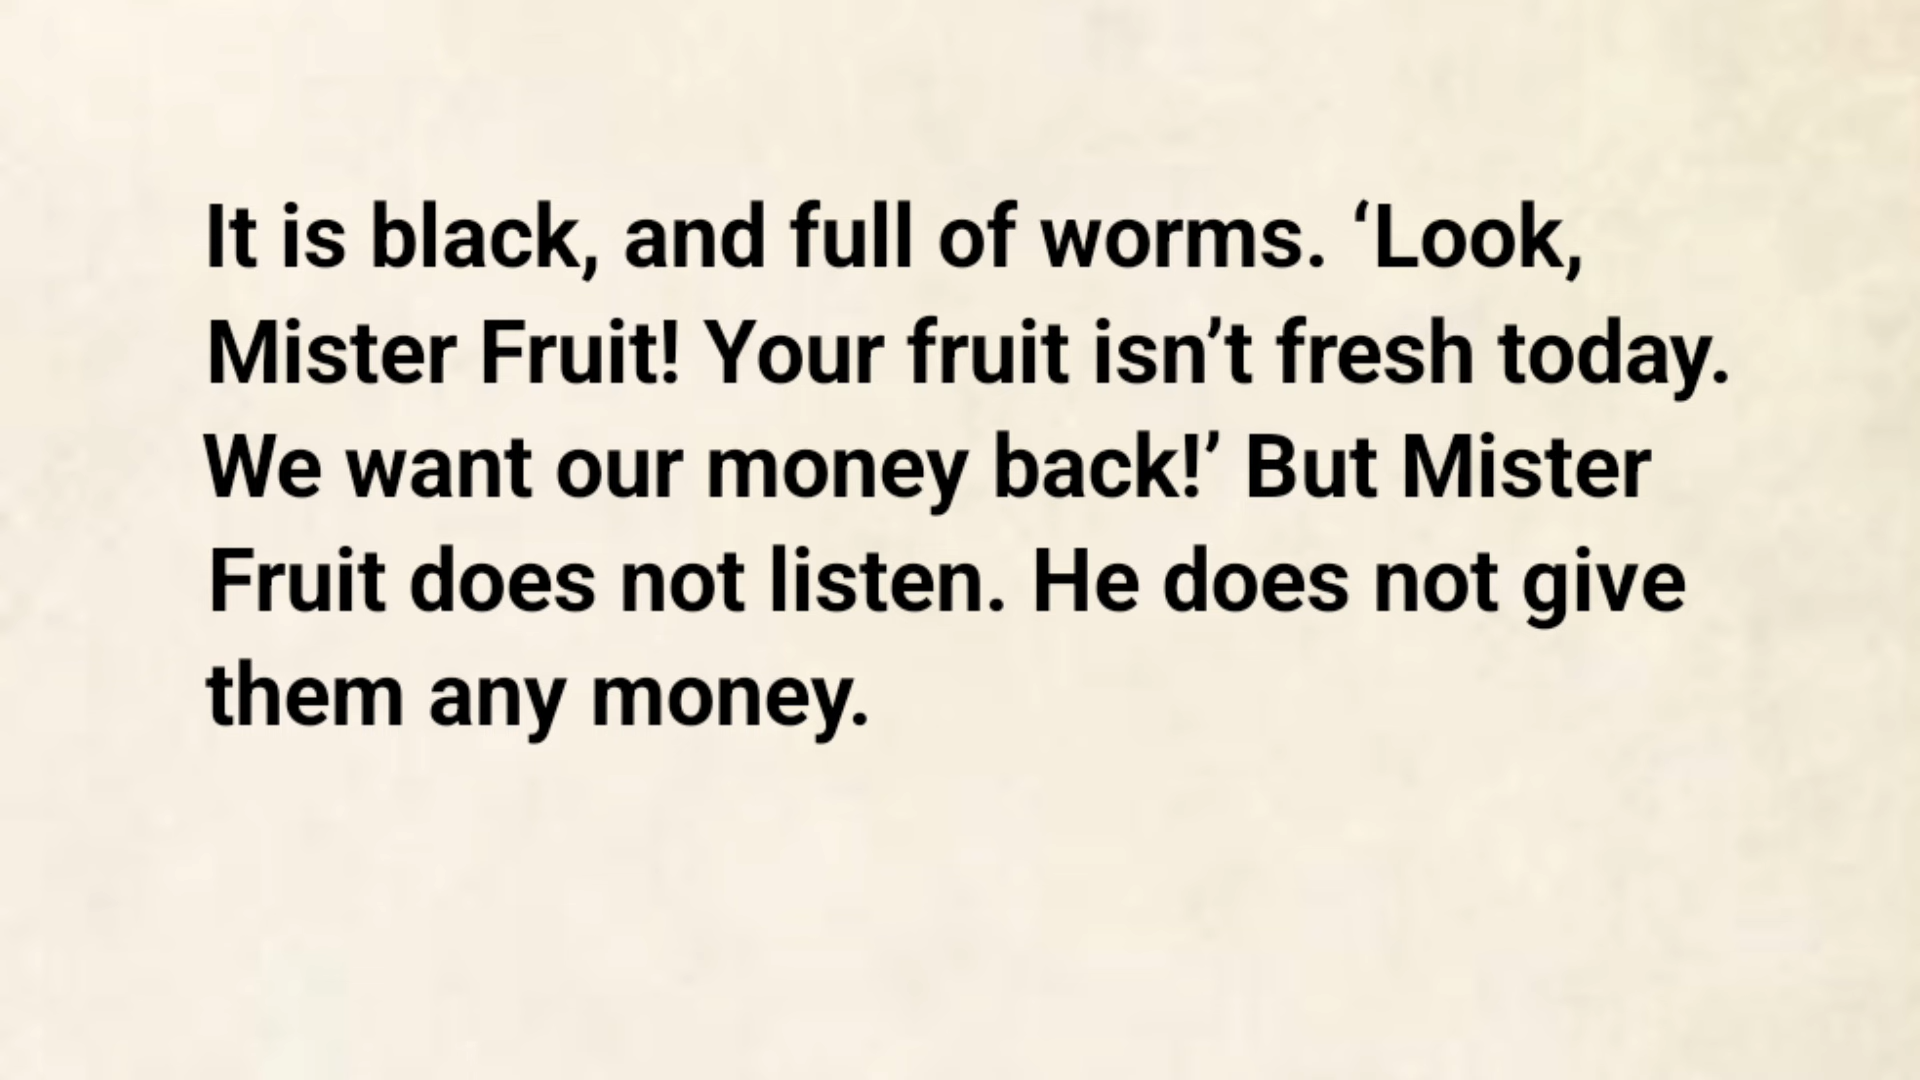 It is black, and full of worms. ‘Look,
Mister Fruit! Your fruit isn’t fresh today.
We want our money back!’ But Mister
Fruit does not listen. He does not give
them any money.